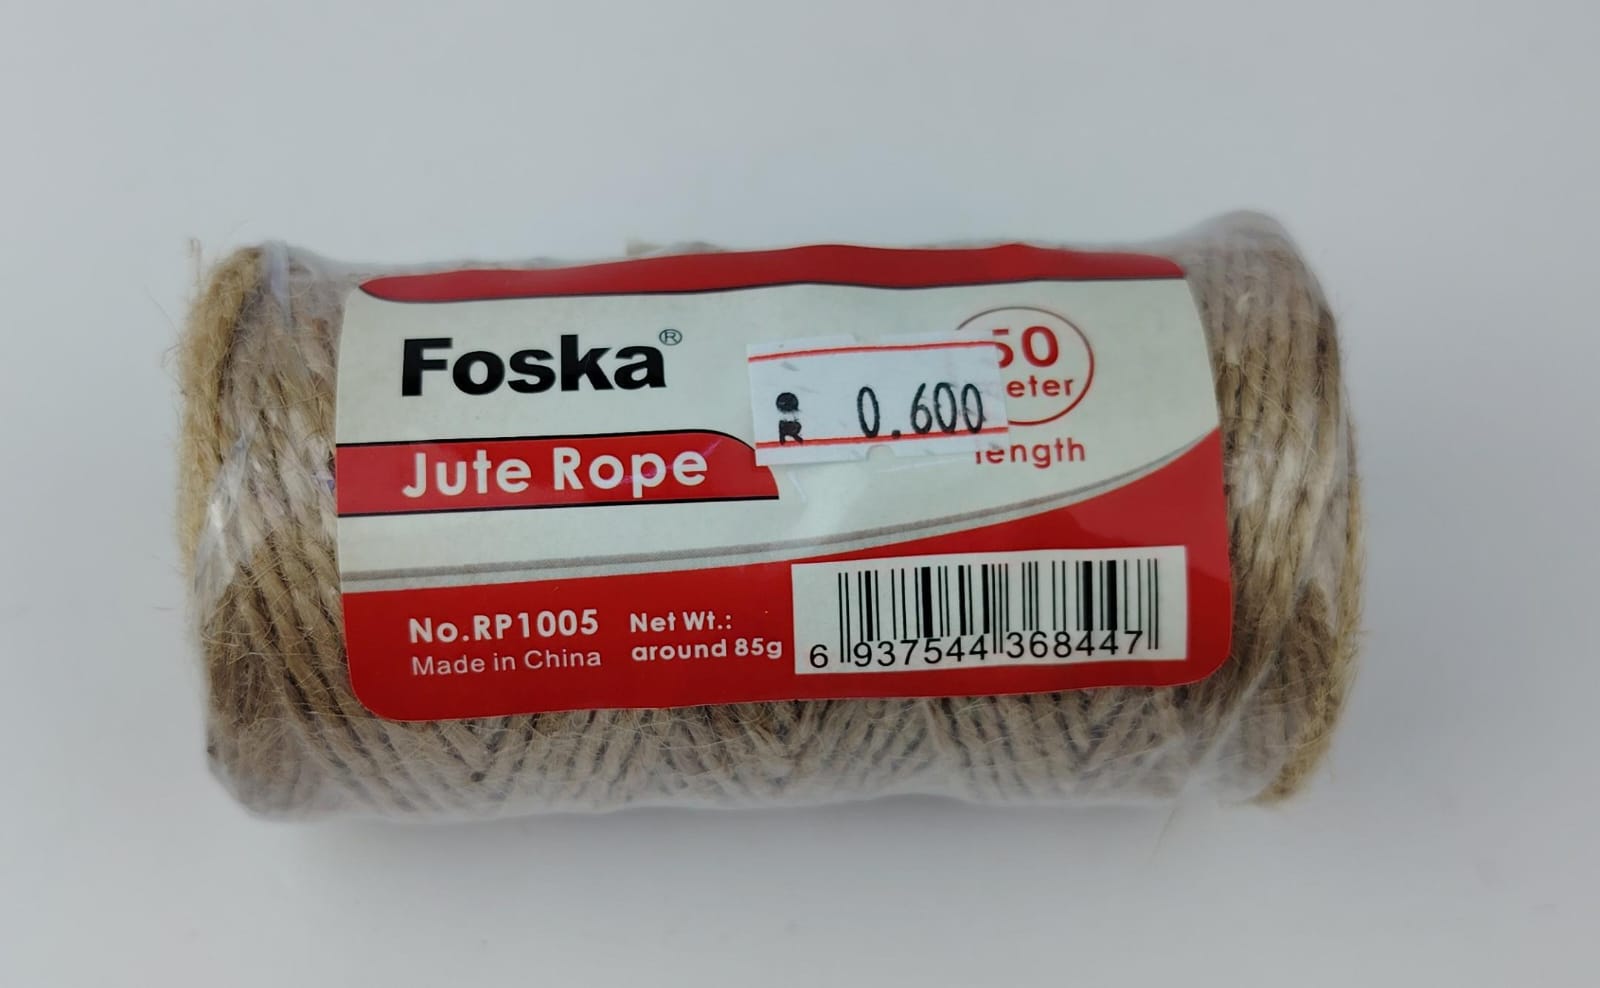 Foska®
Jute Rope
0.600
50
eter
length
No.RP1005
Made in China
Net Wt.:
around 85g
6 937544 368447